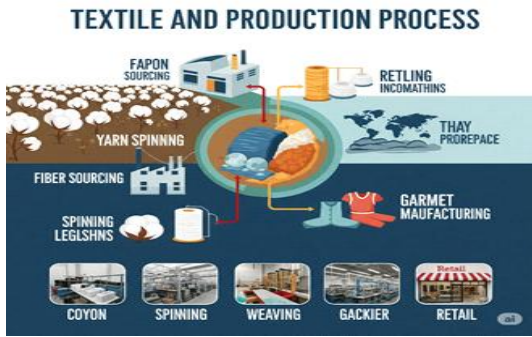 TEXTILE AND PRODUCTION PROCESS
FAPON
SOURCING
RETLING
INCOMATHINS
YARN SPINNNG
THAY
PROREPACE
FIBER SOURCING
SPINNING
LEGLSHNS
GARMET
MAUFACTURING
Retail
COYON
SPINNING
WEAVING
GACKIER
RETAIL
ai